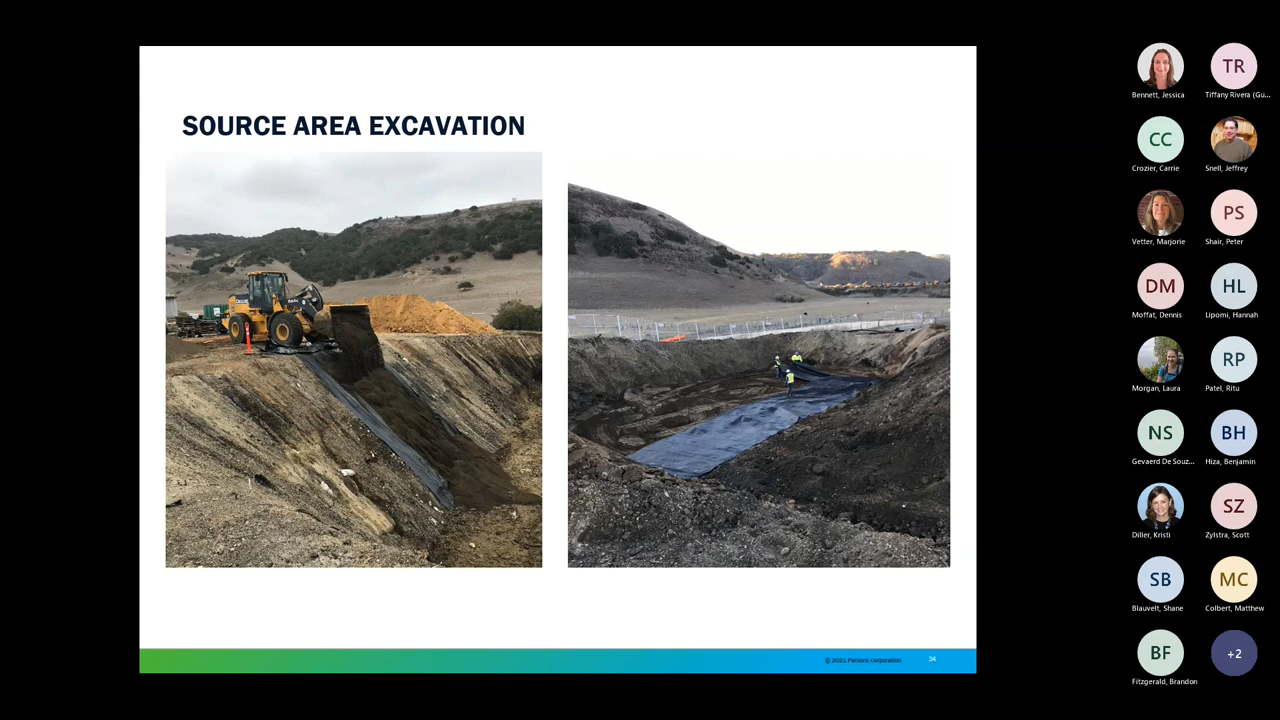 SOURCE AREA EXCAVATION
© 2021 Parsons Corporation
34
Bennett, Jessica
TR
Tiffany Rivera (Gu...
CC
Crozier, Carrie
Snell, Jeffrey
Vetter, Marjorie
PS
Shair, Peter
DM
Moffat, Dennis
HL
Lipomi, Hannah
Morgan, Laura
RP
Patel, Ritu
NS
Gevaerd De Souz...
BH
Hiza, Benjamin
Diller, Kristi
SZ
Zylstra, Scott
SB
Blauvelt, Shane
MC
Colbert, Matthew
BF
Fitzgerald, Brandon
+2